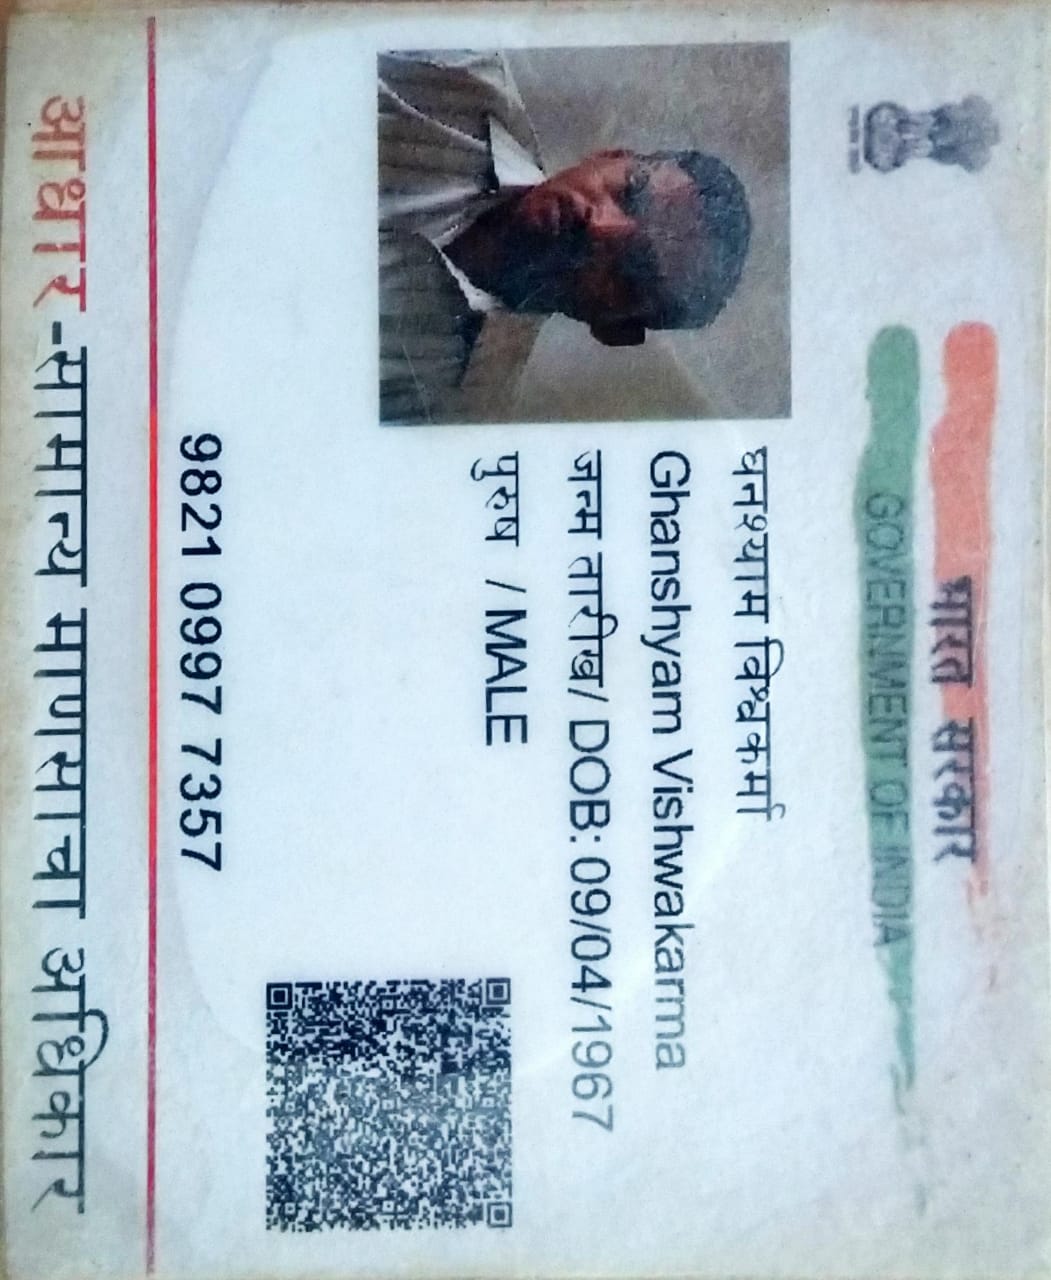 भारत सरकार
GOVERNMENT OF INDIA
घनश्याम विश्वकर्मा
Ghanshyam Vishwakarma
जन्म तारीख/ DOB: 09/04/1967
पुरुष / MALE
9821 0997 7357
आधार -सामान्य माणसाचा अधिकार